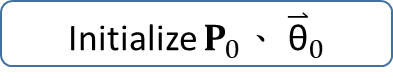 Initialize 𝐏₀、 θ⃗₀